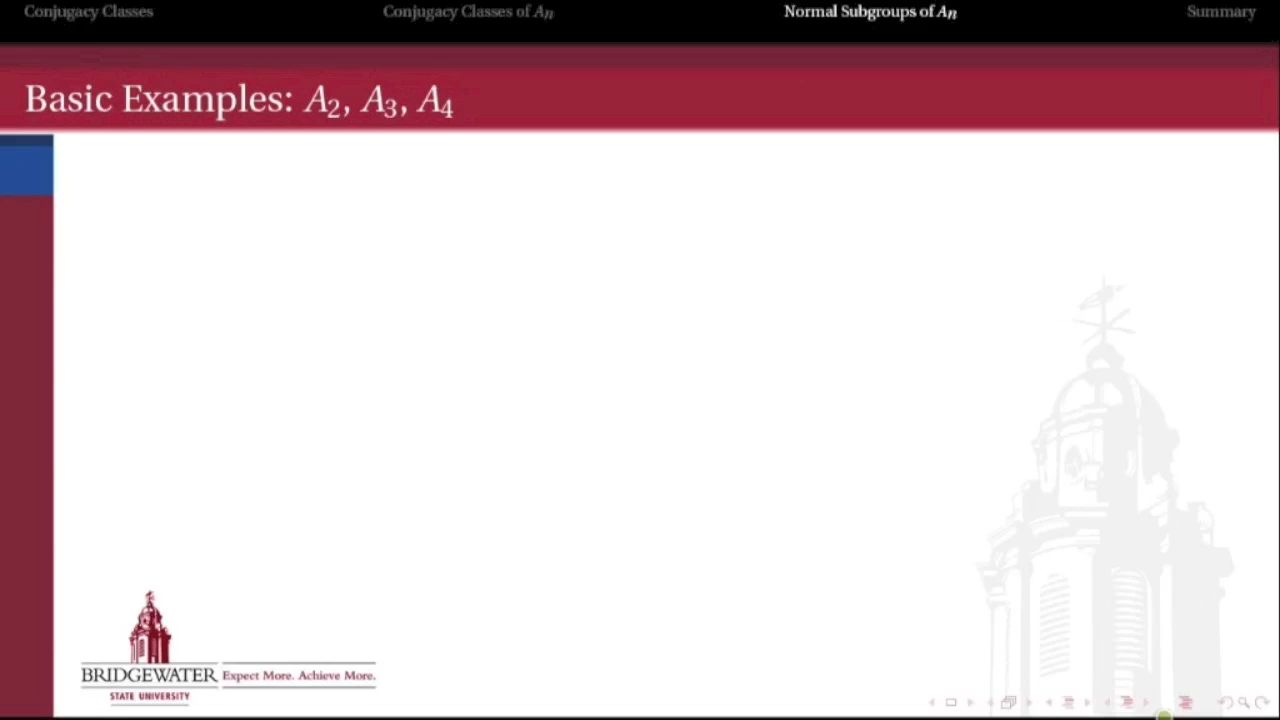 Conjugacy Classes Conjugacy Classes of Aₙ Normal Subgroups of Aₙ Summary
Basic Examples: A₂, A₃, A₄
BRIDGEWATER Expect More. Achieve More.
STATE UNIVERSITY